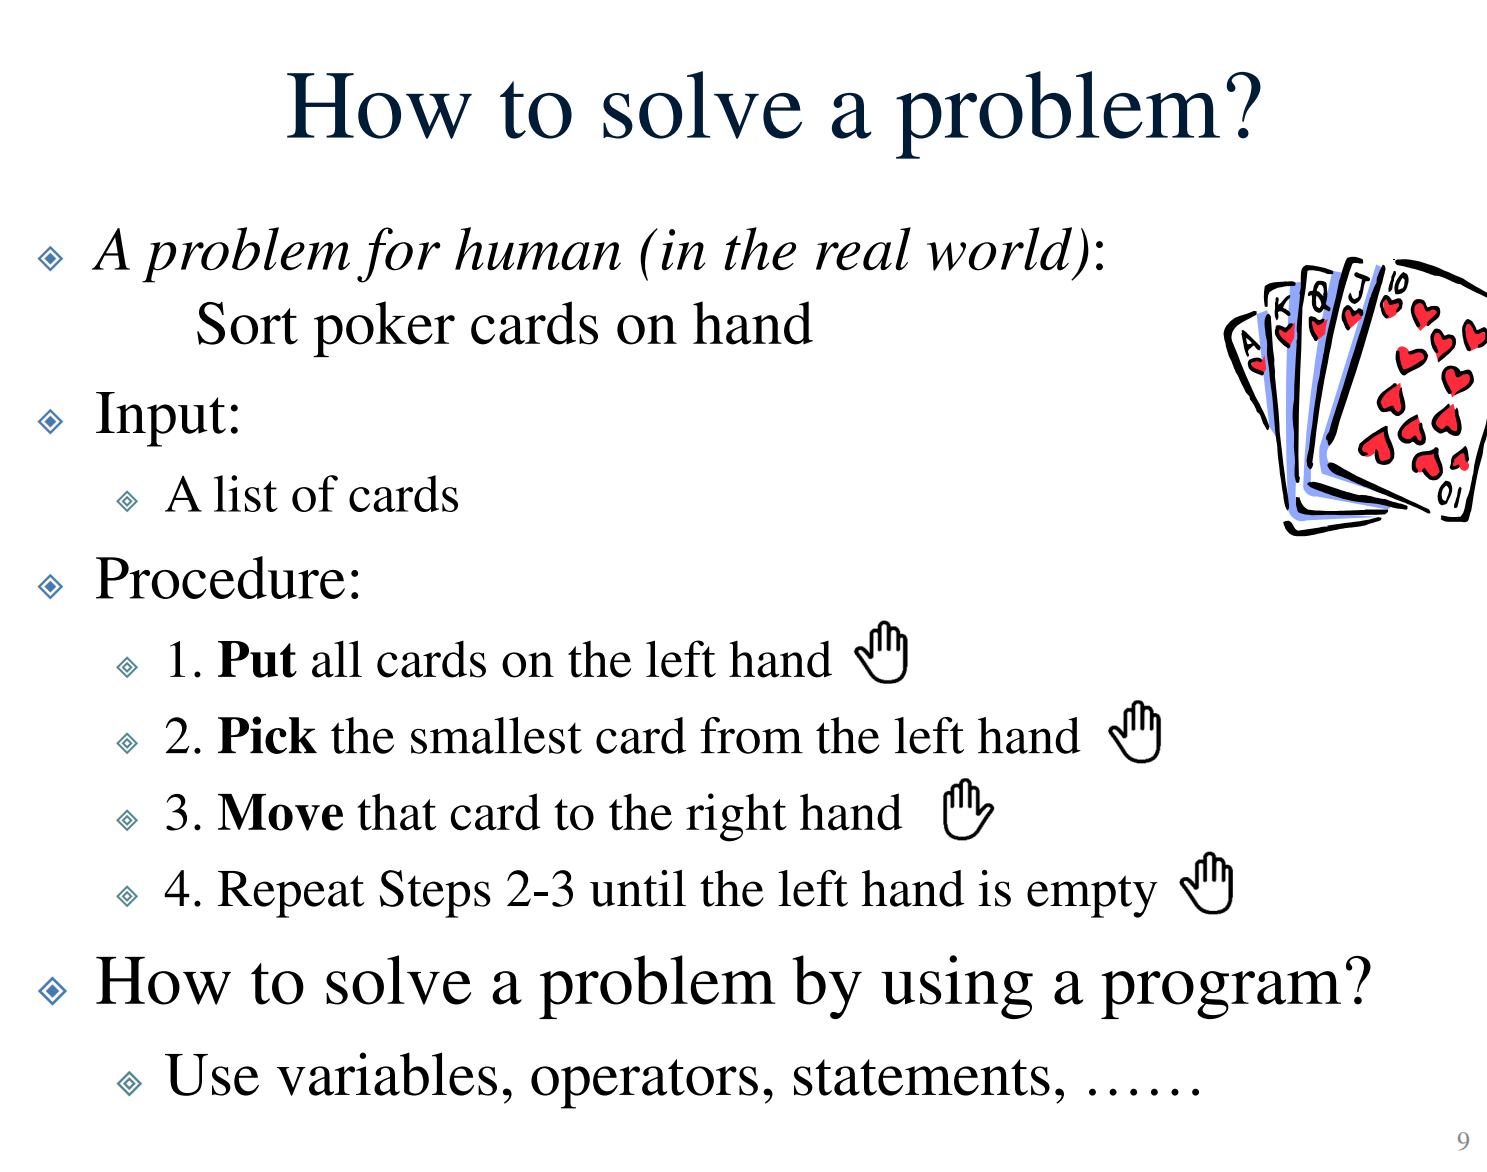 How to solve a problem?
A problem for human (in the real world):
Sort poker cards on hand
Input:
A list of cards
Procedure:
1. Put all cards on the left hand
2. Pick the smallest card from the left hand
3. Move that card to the right hand
4. Repeat Steps 2-3 until the left hand is empty
How to solve a problem by using a program?
Use variables, operators, statements, ……
A
K
Q
J
10
10
9